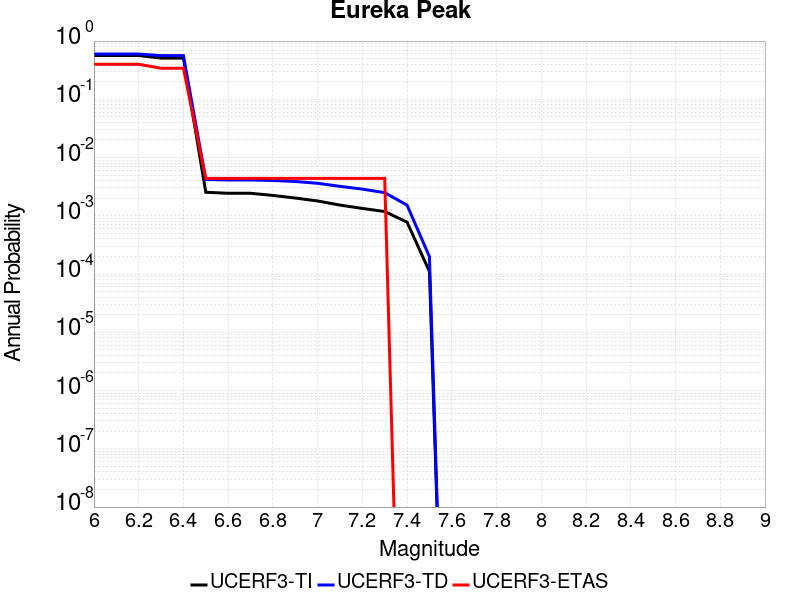 Eureka Peak
10^0
10^-1
10^-2
10^-3
10^-4
10^-5
10^-6
10^-7
10^-8
Annual Probability
6 6.2 6.4 6.6 6.8 7 7.2 7.4 7.6 7.8 8 8.2 8.4 8.6 8.8 9
Magnitude
UCERF3-TI UCERF3-TD UCERF3-ETAS